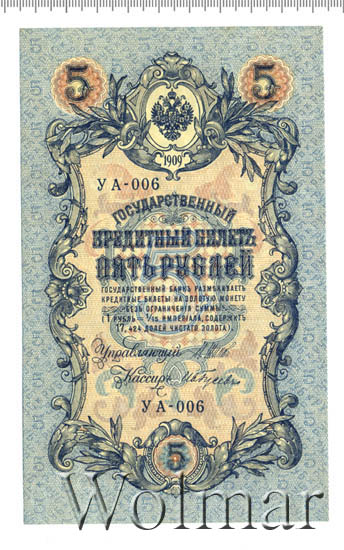 5 5
1909
УА-006
ГОСУДАРСТВЕННЫЙ
КРЕДИТНЫЙ БИЛЕТЪ
ПЯТЬ РУБЛЕЙ
ГОСУДАРСТВЕННЫЙ БАНКЪ РАЗМѢНИВАЕТЪ
КРЕДИТНЫЕ БИЛЕТЫ НА ЗОЛОТУЮ МОНЕТУ
БЕЗЪ ОГРАНИЧЕНІЯ СУММЫ
(1 РУБЛЬ = 1/15 ИМПЕРІАЛА, СОДЕРЖИТЪ
17,424 ДОЛЕЙ ЧИСТАГО ЗОЛОТА).
Управляющій
Кассиръ
УА-006
5
Wolmar